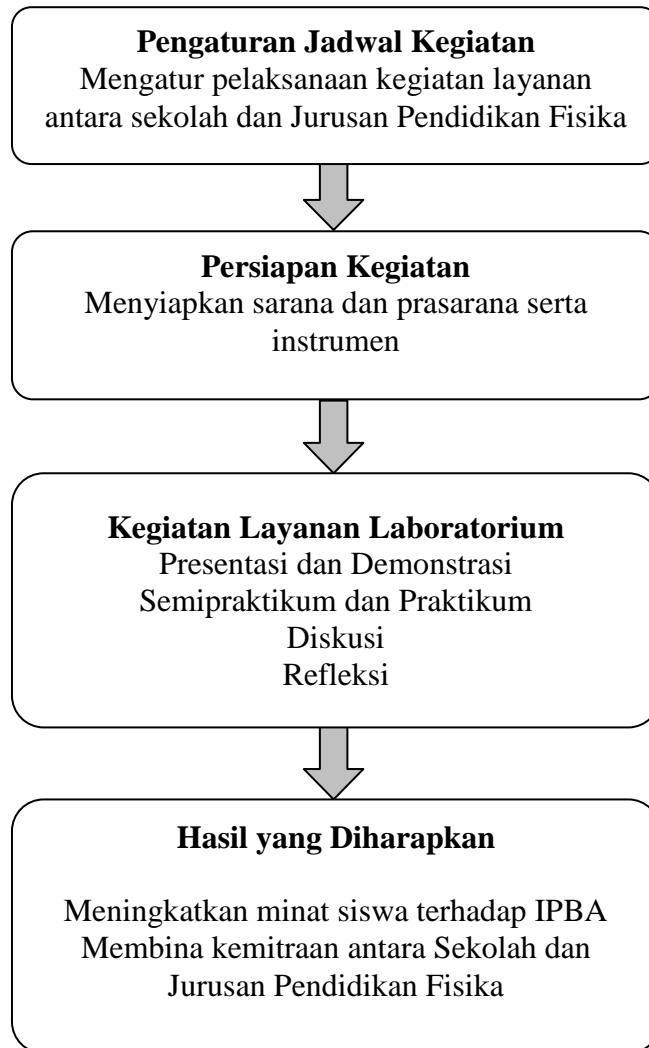 Pengaturan Jadwal Kegiatan
Mengatur pelaksanaan kegiatan layanan
antara sekolah dan Jurusan Pendidikan Fisika
Persiapan Kegiatan
Menyiapkan sarana dan prasarana serta
instrumen
Kegiatan Layanan Laboratorium
Presentasi dan Demonstrasi
Semipraktikum dan Praktikum
Diskusi
Refleksi
Hasil yang Diharapkan
Meningkatkan minat siswa terhadap IPBA
Membina kemitraan antara Sekolah dan
Jurusan Pendidikan Fisika